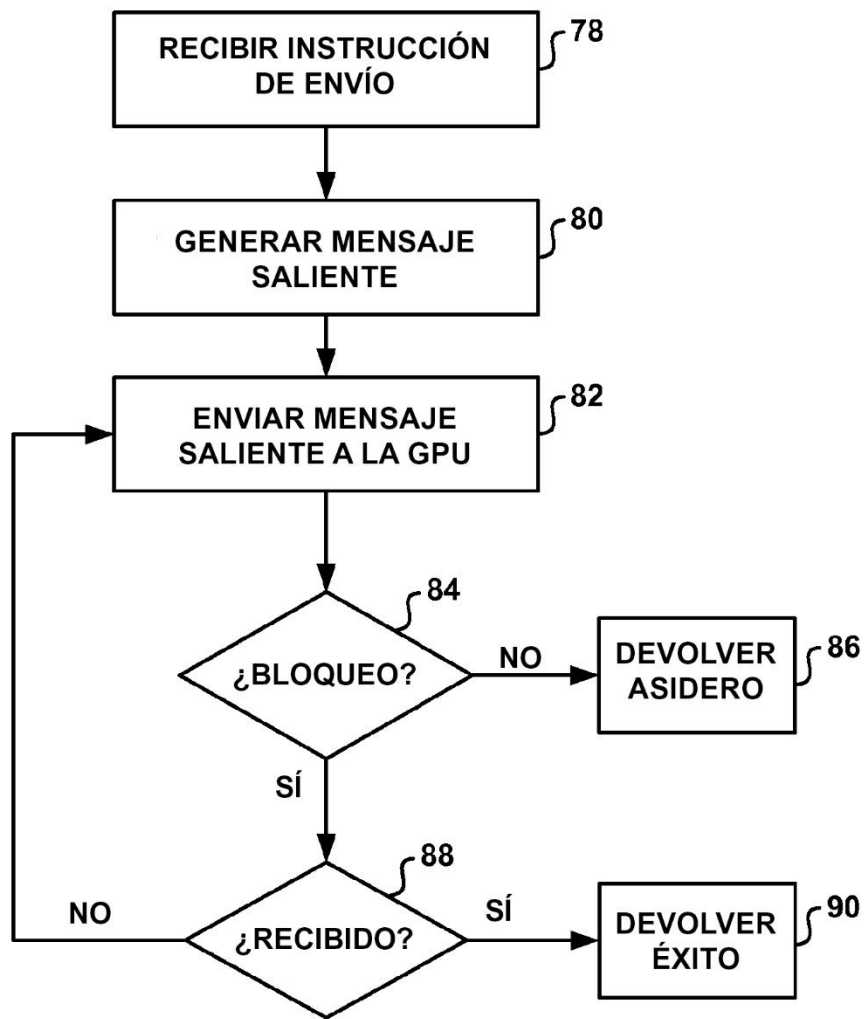 RECIBIR INSTRUCCIÓN
DE ENVÍO
78
GENERAR MENSAJE
SALIENTE
80
ENVIAR MENSAJE
SALIENTE A LA GPU
82
¿BLOQUEO?
84
NO
DEVOLVER
ASIDERO
86
SÍ
¿RECIBIDO?
88
NO
SÍ
DEVOLVER
ÉXITO
90